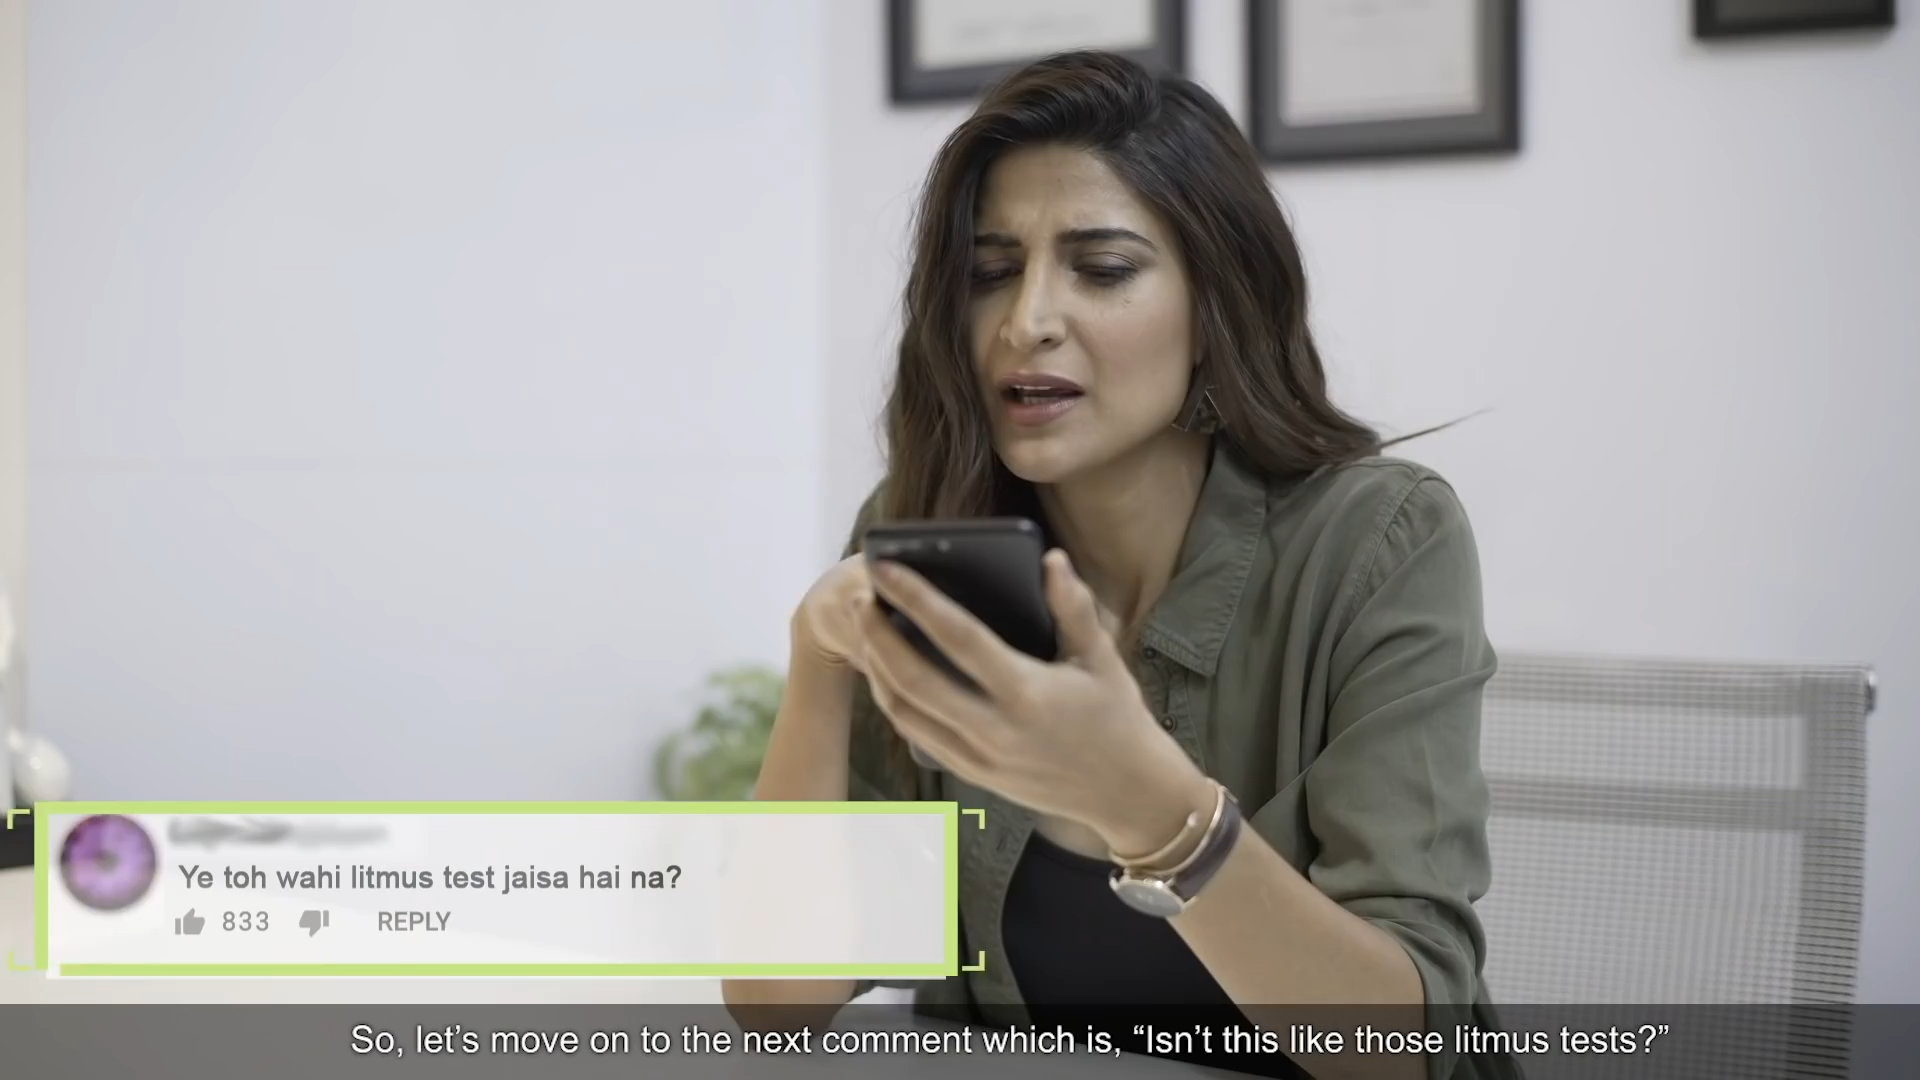 Ye toh wahi litmus test jaisa hai na?
833 REPLY
So, let’s move on to the next comment which is, “Isn’t this like those litmus tests?”